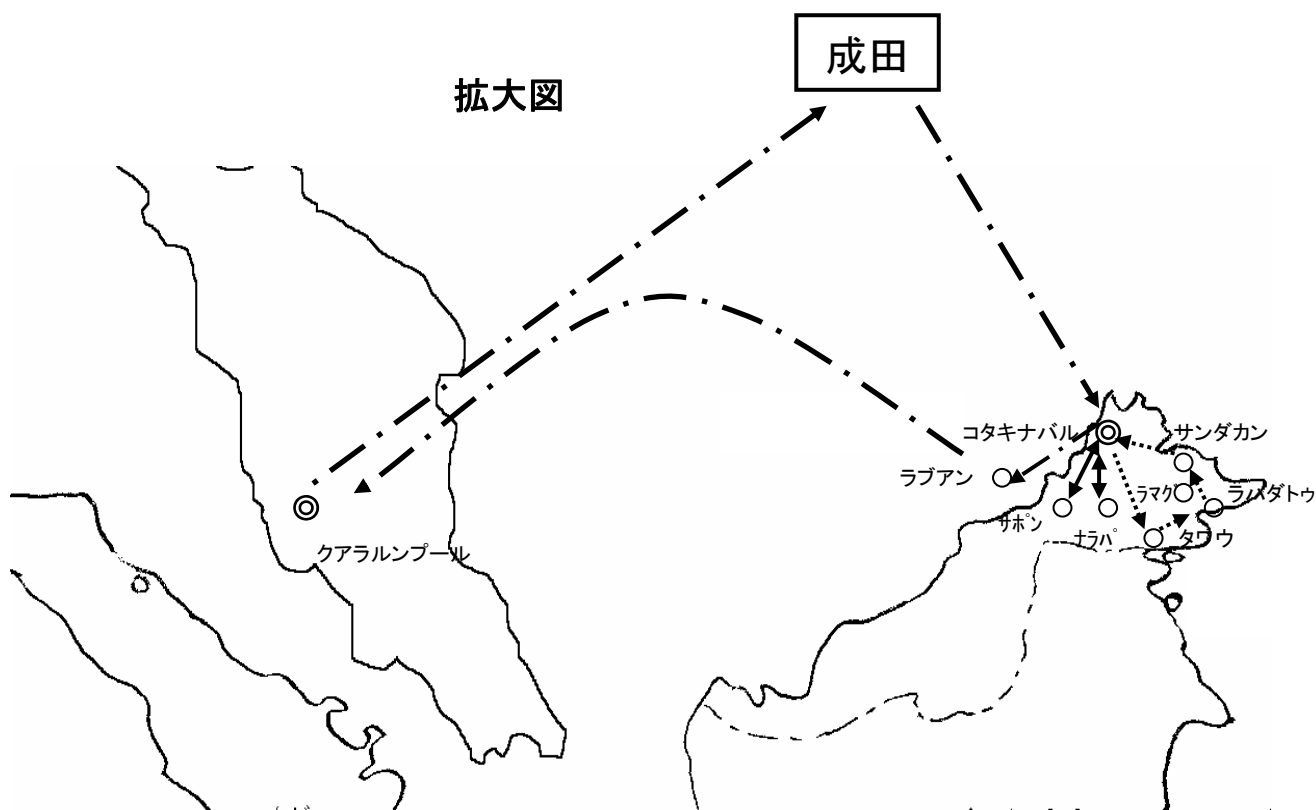 成田
拡大図
コタキナバル
サンダカン
ラブアン
ラマグ
ラハダトウ
サポン
ナラパ
タワウ
クアラルンプール